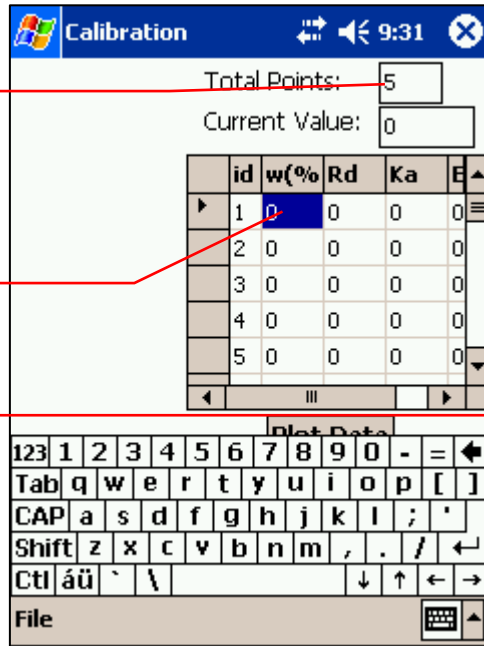 Calibration 9:31
Total Points: 5
Current Value: 0
id w(% Rd Ka E
1 0 0 0 0
2 0 0 0 0
3 0 0 0 0
4 0 0 0 0
5 0 0 0 0
Plot Data
123 1 2 3 4 5 6 7 8 9 0 - =
Tab q w e r t y u i o p [ ]
CAP a s d f g h j k l ; '
Shift z x c v b n m , . /
Ctl áü ` \ ↓ ↑ ← →
File